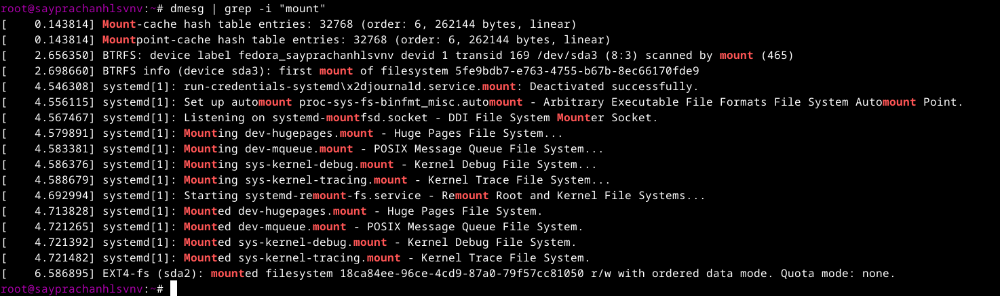 root@sayprachanhlsvnv:~# dmesg | grep -i "mount"
[    0.143814] Mount-cache hash table entries: 32768 (order: 6, 262144 bytes, linear)
[    0.143814] Mountpoint-cache hash table entries: 32768 (order: 6, 262144 bytes, linear)
[    2.656350] BTRFS: device label fedora_sayprachanhlsvnv devid 1 transid 169 /dev/sda3 (8:3) scanned by mount (465)
[    2.698660] BTRFS info (device sda3): first mount of filesystem 5fe9bdb7-e763-4755-b67b-8ec66170fde9
[    4.546308] systemd[1]: run-credentials-systemd\x2djournald.service.mount: Deactivated successfully.
[    4.556115] systemd[1]: Set up automount proc-sys-fs-binfmt_misc.automount - Arbitrary Executable File Formats File System Automount Point.
[    4.567467] systemd[1]: Listening on systemd-mountfsd.socket - DDI File System Mounter Socket.
[    4.579891] systemd[1]: Mounting dev-hugepages.mount - Huge Pages File System...
[    4.583381] systemd[1]: Mounting dev-mqueue.mount - POSIX Message Queue File System...
[    4.586376] systemd[1]: Mounting sys-kernel-debug.mount - Kernel Debug File System...
[    4.588679] systemd[1]: Mounting sys-kernel-tracing.mount - Kernel Trace File System...
[    4.692994] systemd[1]: Starting systemd-remount-fs.service - Remount Root and Kernel File Systems...
[    4.713828] systemd[1]: Mounted dev-hugepages.mount - Huge Pages File System.
[    4.721265] systemd[1]: Mounted dev-mqueue.mount - POSIX Message Queue File System.
[    4.721392] systemd[1]: Mounted sys-kernel-debug.mount - Kernel Debug File System.
[    4.721482] systemd[1]: Mounted sys-kernel-tracing.mount - Kernel Trace File System.
[    6.586895] EXT4-fs (sda2): mounted filesystem 18ca84ee-96ce-4cd9-87a0-79f57cc81050 r/w with ordered data mode. Quota mode: none.
root@sayprachanhlsvnv:~#